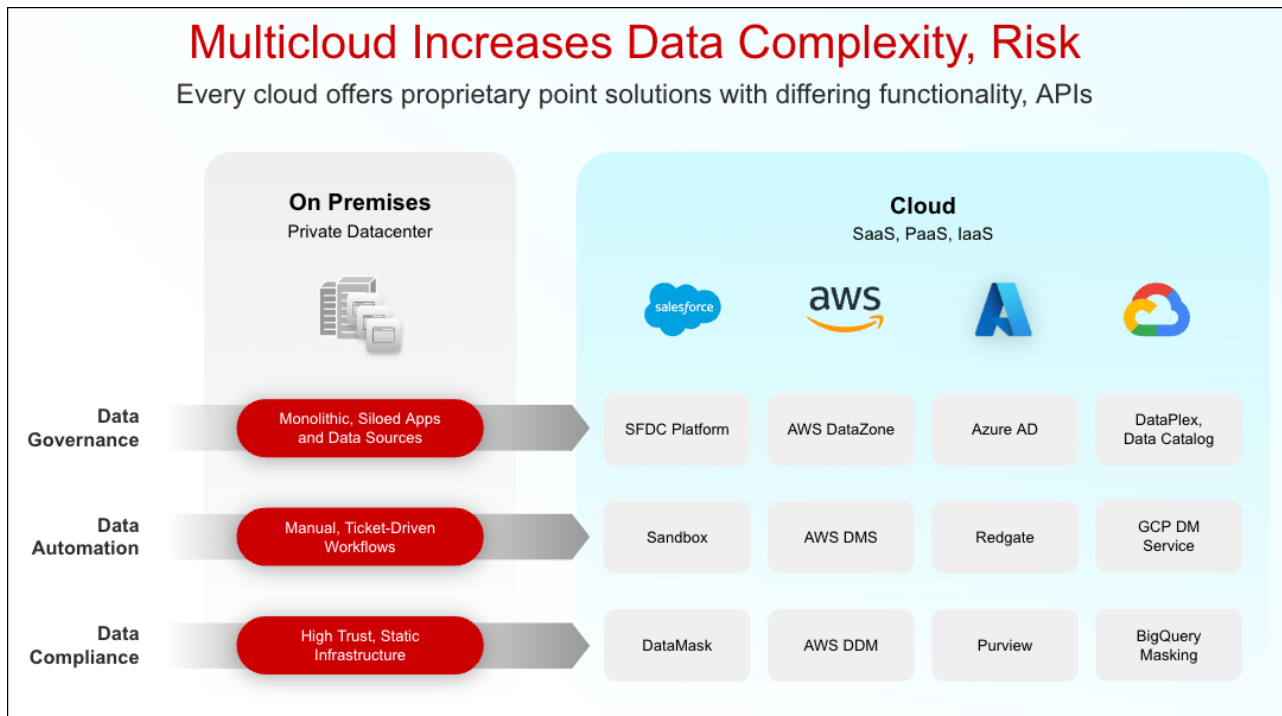 Multicloud Increases Data Complexity, Risk
Every cloud offers proprietary point solutions with differing functionality, APIs
On Premises
Private Datacenter
Cloud
SaaS, PaaS, IaaS
salesforce
aws
Data
Governance
Monolithic, Siloed Apps
and Data Sources
SFDC Platform
AWS DataZone
Azure AD
DataPlex,
Data Catalog
Data
Automation
Manual, Ticket-Driven
Workflows
Sandbox
AWS DMS
Redgate
GCP DM
Service
Data
Compliance
High Trust, Static
Infrastructure
DataMask
AWS DDM
Purview
BigQuery
Masking